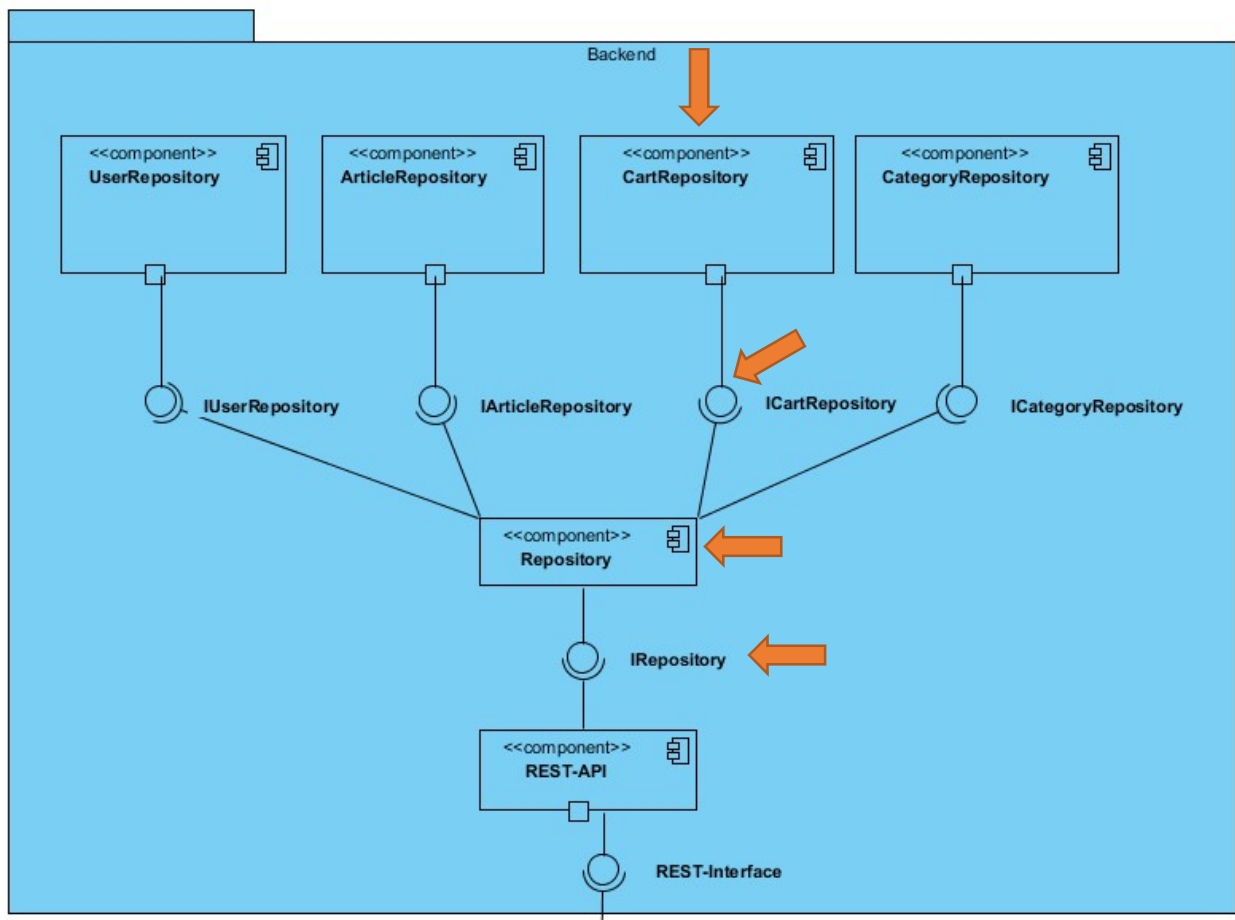 Backend
<<component>>
UserRepository
<<component>>
ArticleRepository
<<component>>
CartRepository
<<component>>
CategoryRepository
IUserRepository
IArticleRepository
ICartRepository
ICategoryRepository
<<component>>
Repository
IRepository
<<component>>
REST-API
REST-Interface